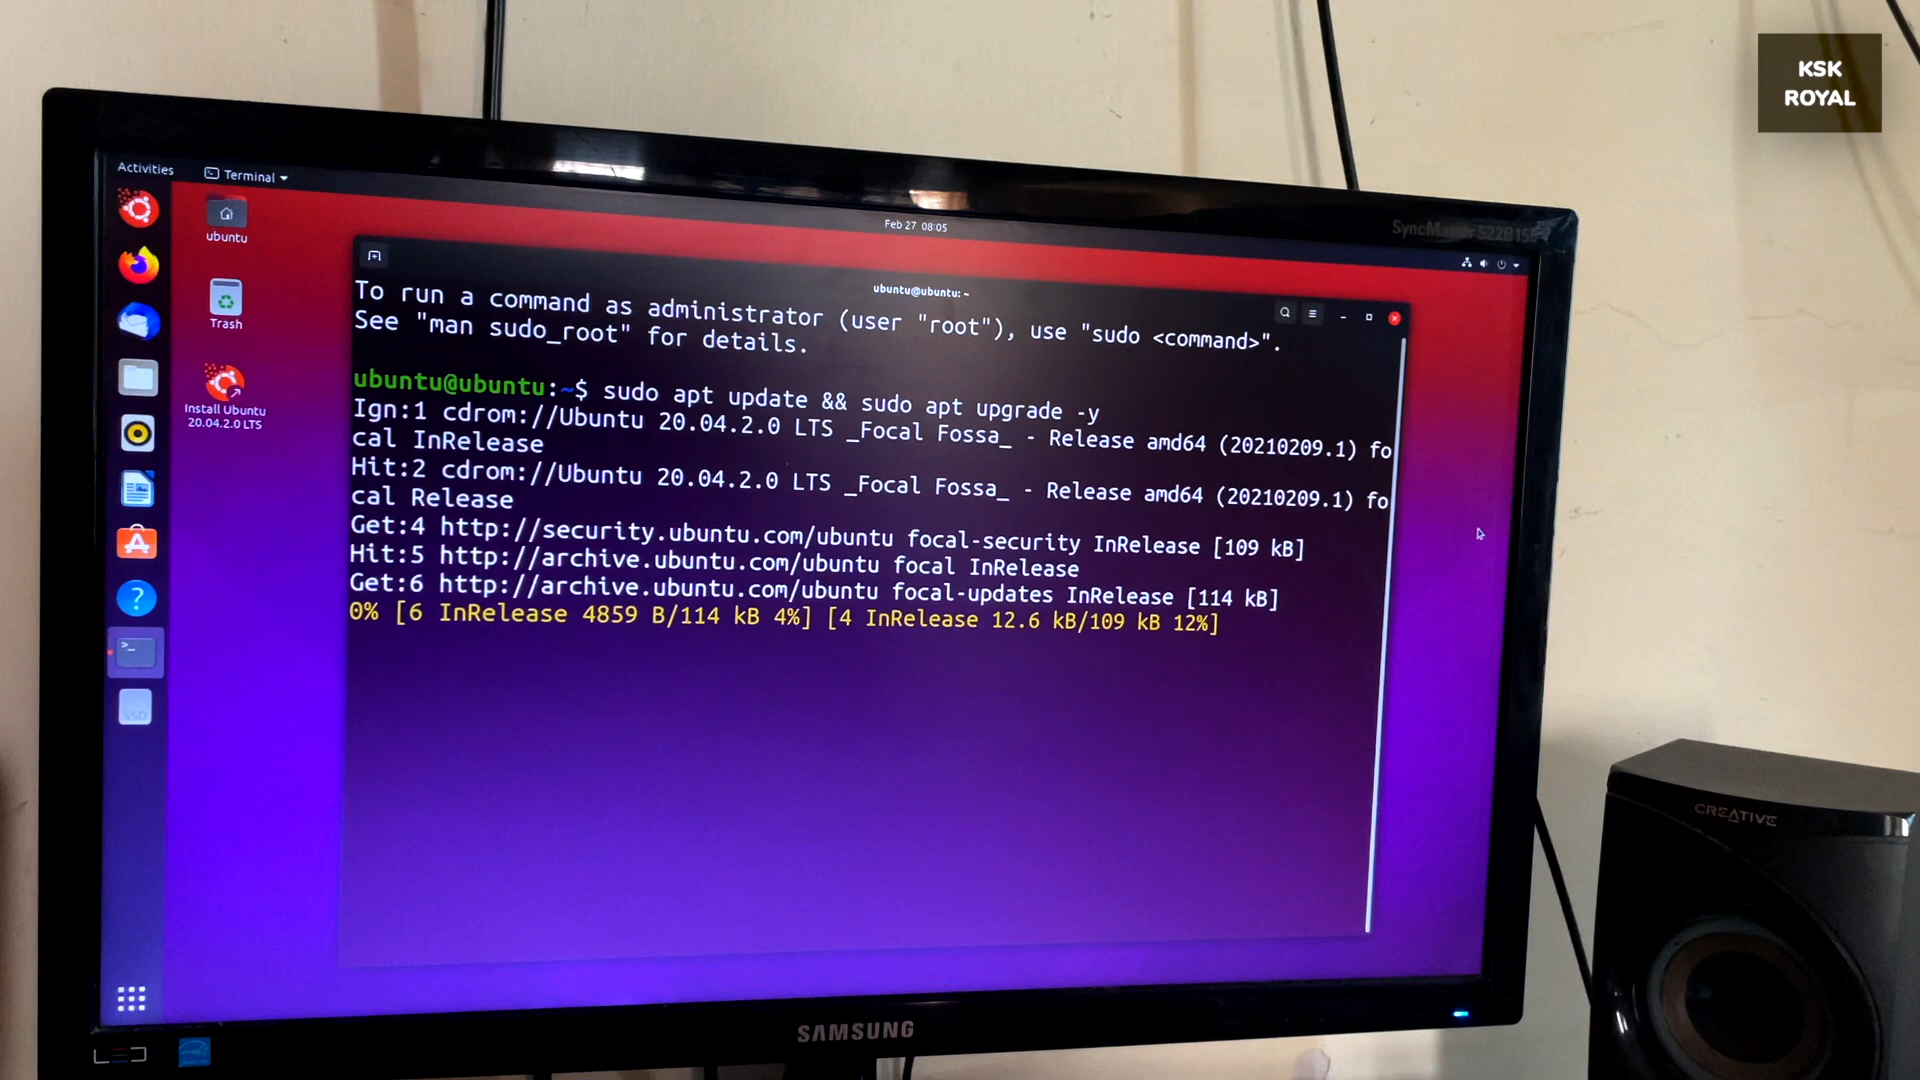 KSK
ROYAL
SyncMaster S22B150
Activities
Terminal
Feb 27 08:05
ubuntu
Trash
Install Ubuntu
20.04.2.0 LTS
SSD
ubuntu@ubuntu: ~
To run a command as administrator (user "root"), use "sudo <command>".
See "man sudo_root" for details.
ubuntu@ubuntu:~$ sudo apt update && sudo apt upgrade -y
Ign:1 cdrom://Ubuntu 20.04.2.0 LTS _Focal Fossa_ - Release amd64 (20210209.1) fo
cal InRelease
Hit:2 cdrom://Ubuntu 20.04.2.0 LTS _Focal Fossa_ - Release amd64 (20210209.1) fo
cal Release
Get:4 http://security.ubuntu.com/ubuntu focal-security InRelease [109 kB]
Hit:5 http://archive.ubuntu.com/ubuntu focal InRelease
Get:6 http://archive.ubuntu.com/ubuntu focal-updates InRelease [114 kB]
0% [6 InRelease 4859 B/114 kB 4%] [4 InRelease 12.6 kB/109 kB 12%]
CREATIVE
SAMSUNG
LED